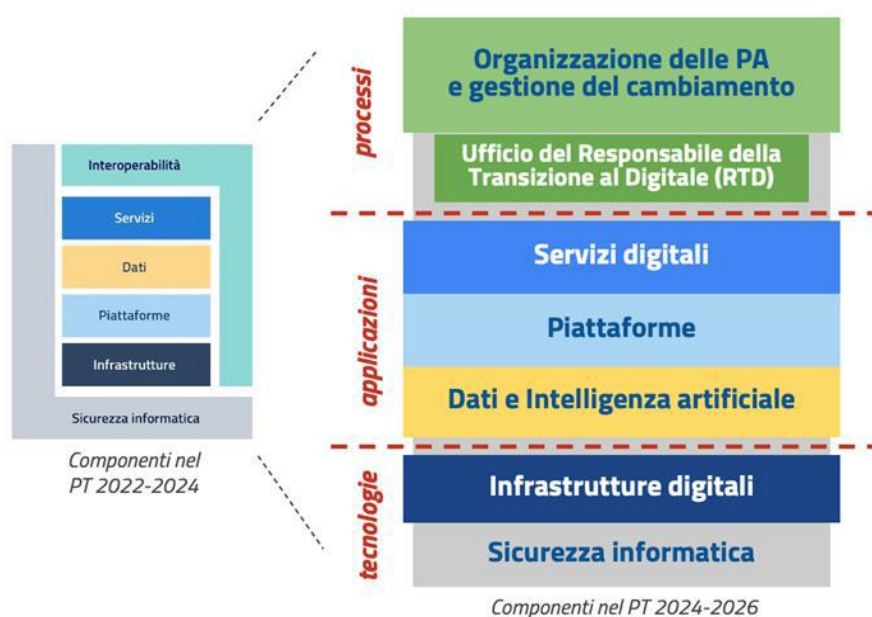 Interoperabilità
Servizi
Dati
Piattaforme
Infrastrutture
Sicurezza informatica
Componenti nel
PT 2022-2024
processi
Organizzazione delle PA
e gestione del cambiamento
Ufficio del Responsabile della
Transizione al Digitale (RTD)
applicazioni
Servizi digitali
Piattaforme
Dati e Intelligenza artificiale
tecnologie
Infrastrutture digitali
Sicurezza informatica
Componenti nel PT 2024-2026